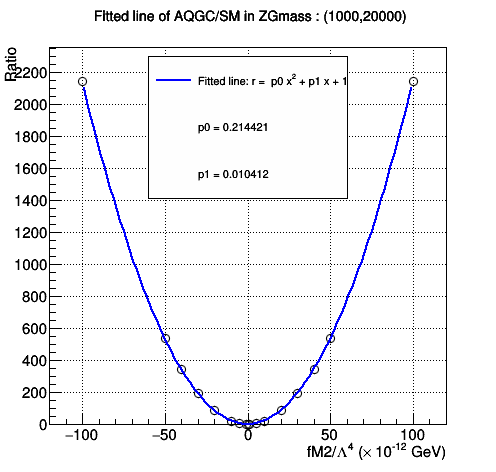 FItted line of AQGC/SM in ZGmass : (1000,20000)
Ratio
Fitted line: r = p0 x² + p1 x + 1
p0 = 0.214421
p1 = 0.010412
2200
2000
1800
1600
1400
1200
1000
800
600
400
200
0
−100 −50 0 50 100
fM2/Λ⁴ (× 10⁻¹² GeV)